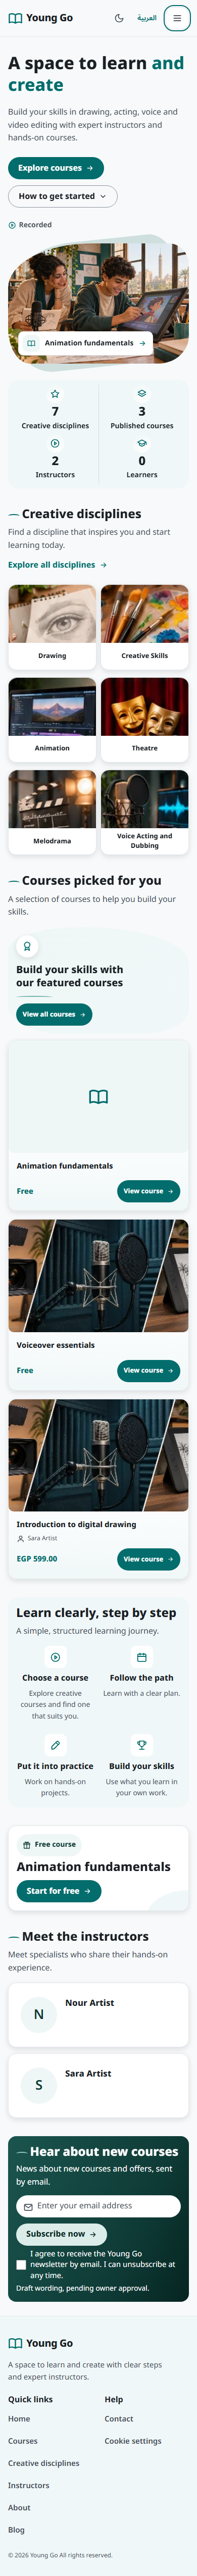 Young Go
العربية
A space to learn and
create
Build your skills in drawing, acting, voice and
video editing with expert instructors and
hands-on courses.
Explore courses
How to get started
Recorded
Animation fundamentals
7
Creative disciplines
3
Published courses
2
Instructors
0
Learners
Creative disciplines
Find a discipline that inspires you and start
learning today.
Explore all disciplines
Drawing
Creative Skills
Animation
Theatre
Melodrama
Voice Acting and
Dubbing
Courses picked for you
A selection of courses to help you build your
skills.
Build your skills with
our featured courses
View all courses
Animation fundamentals
Free
View course
Voiceover essentials
Free
View course
Introduction to digital drawing
Sara Artist
EGP 599.00
View course
Learn clearly, step by step
A simple, structured learning journey.
Choose a course
Explore creative
courses and find one
that suits you.
Follow the path
Learn with a clear plan.
Put it into practice
Work on hands-on
projects.
Build your skills
Use what you learn in
your own work.
Free course
Animation fundamentals
Start for free
Meet the instructors
Meet specialists who share their hands-on
experience.
N
Nour Artist
S
Sara Artist
Hear about new courses
News about new courses and offers, sent
by email.
Enter your email address
Subscribe now
I agree to receive the Young Go
newsletter by email. I can unsubscribe at
any time.
Draft wording, pending owner approval.
Young Go
A space to learn and create with clear steps
and expert instructors.
Quick links
Home
Courses
Creative disciplines
Instructors
About
Blog
Help
Contact
Cookie settings
© 2026 Young Go All rights reserved.